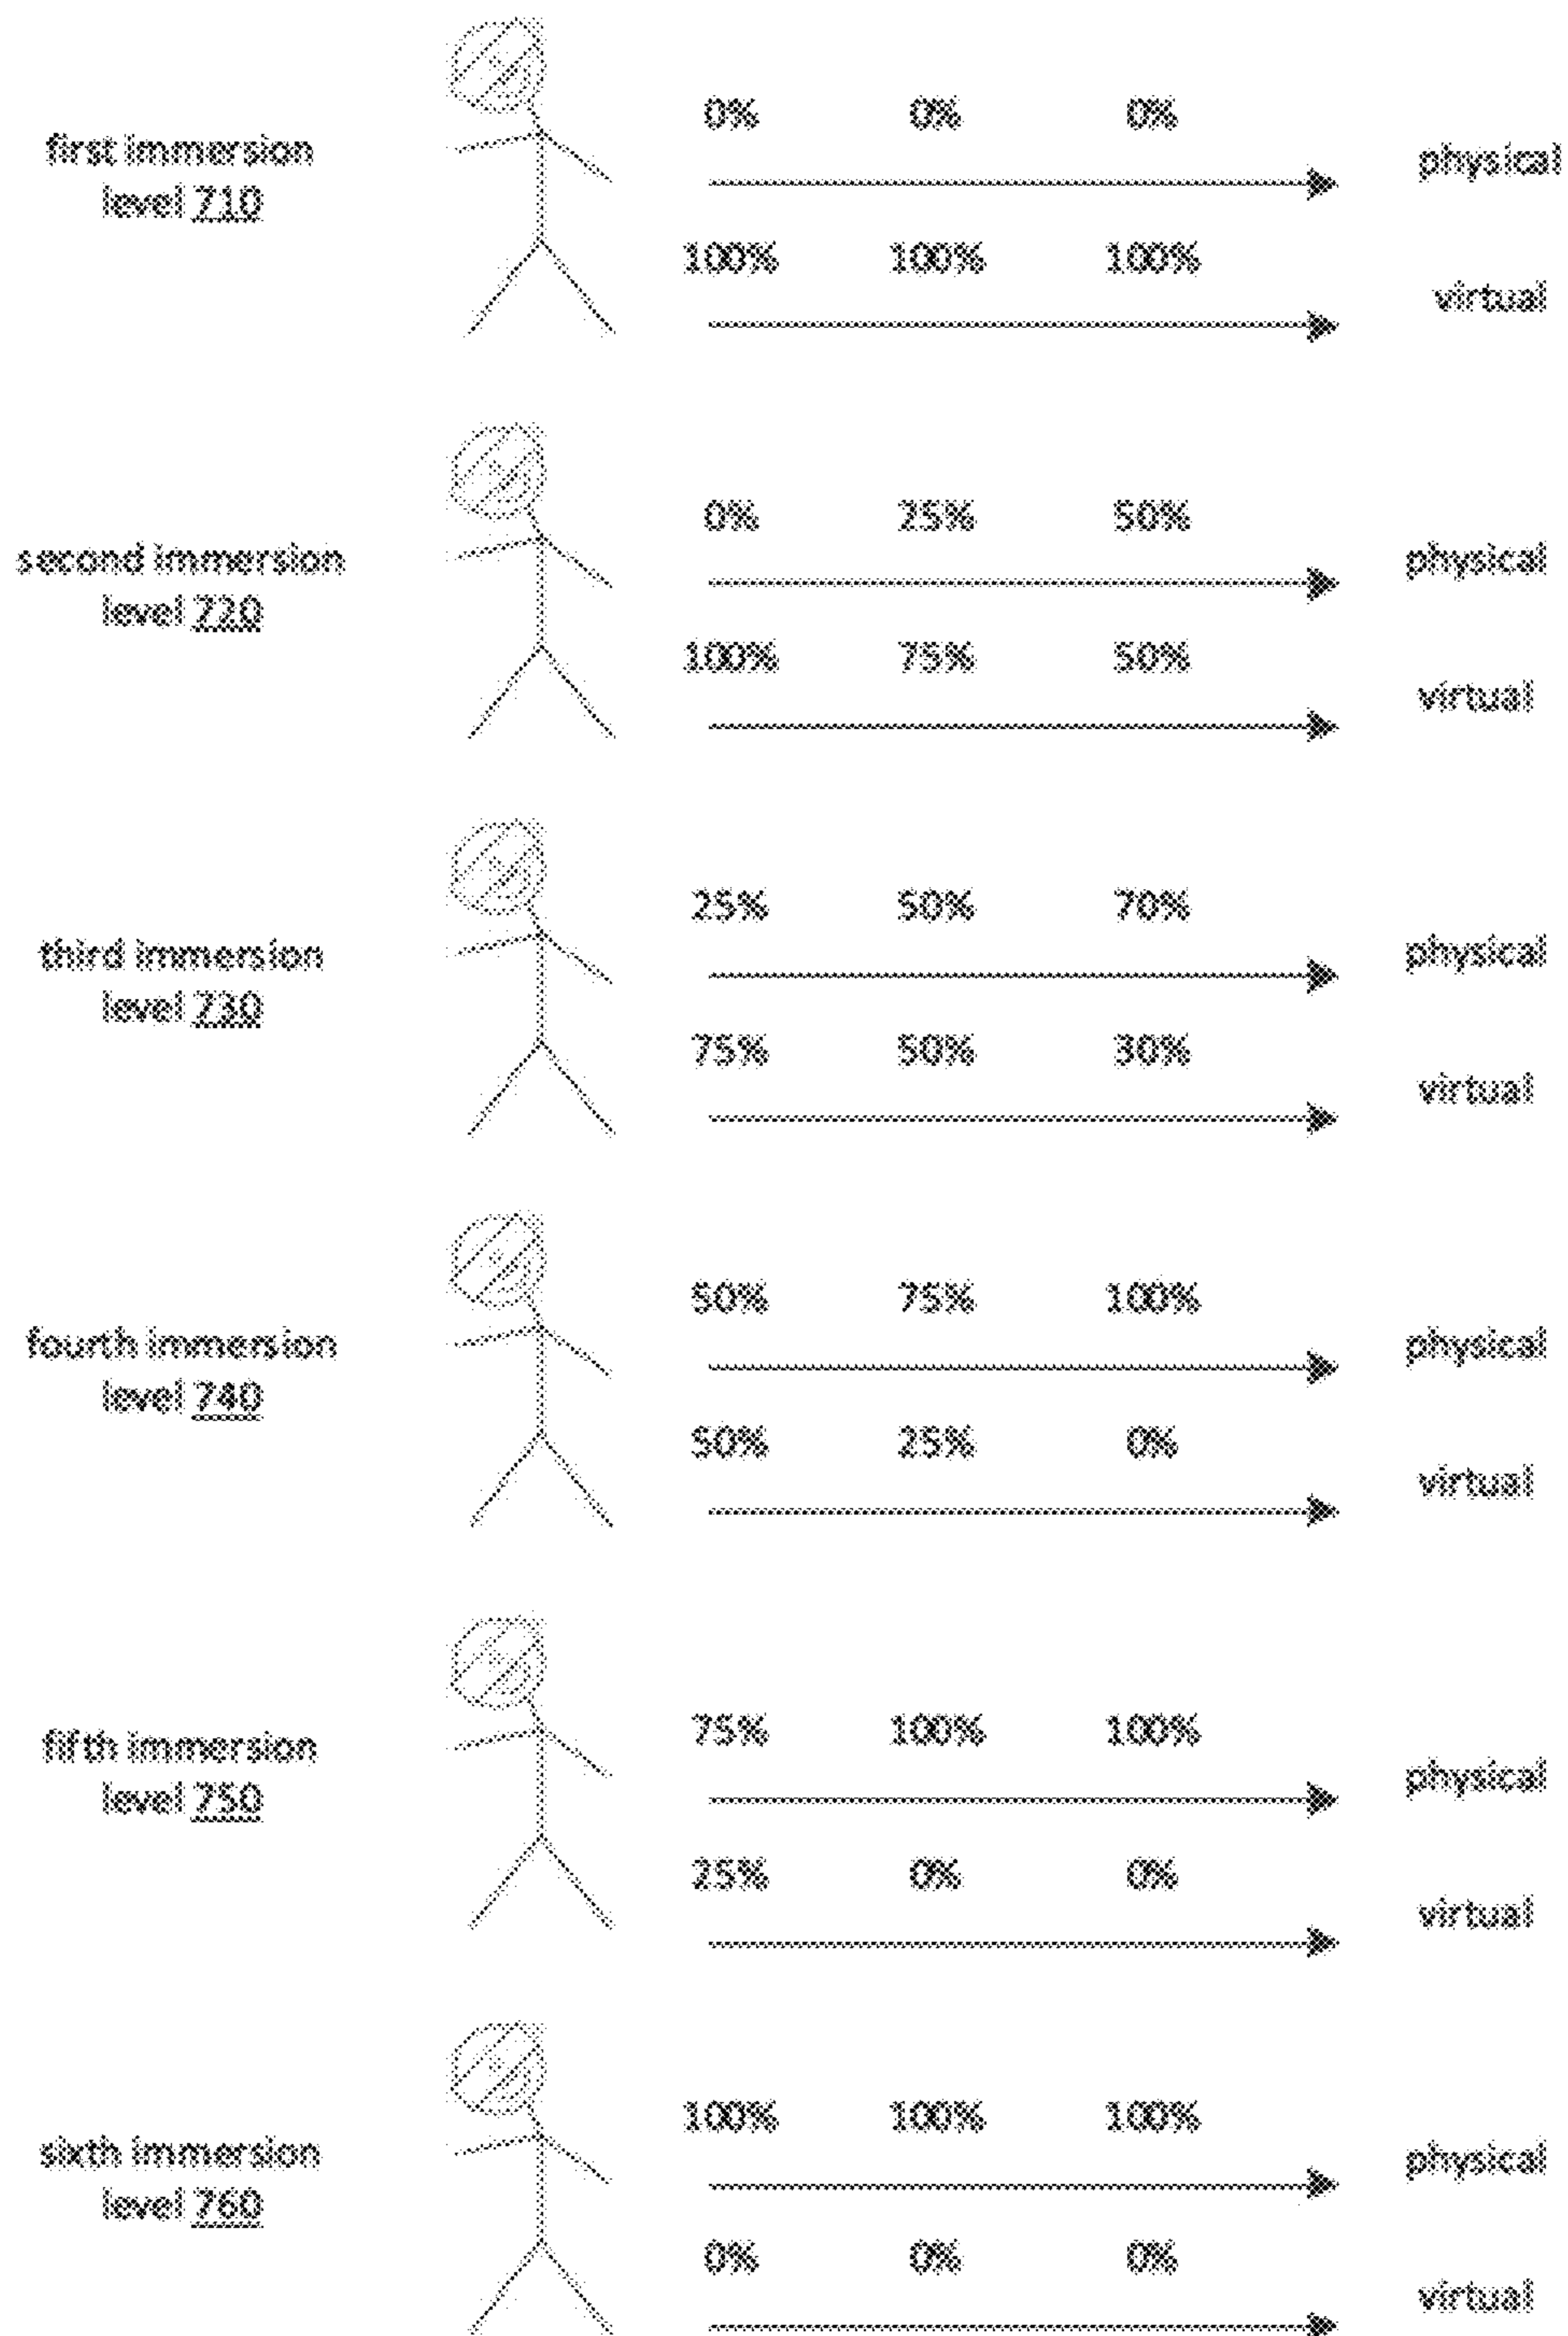 0% 0% 0%
first immersion
level 710
physical
100% 100% 100%
virtual
0% 25% 50%
second immersion
level 720
physical
100% 75% 50%
virtual
25% 50% 70%
third immersion
level 730
physical
75% 50% 30%
virtual
50% 75% 100%
fourth immersion
level 740
physical
50% 25% 0%
virtual
75% 100% 100%
fifth immersion
level 750
physical
25% 0% 0%
virtual
100% 100% 100%
sixth immersion
level 760
physical
0% 0% 0%
virtual